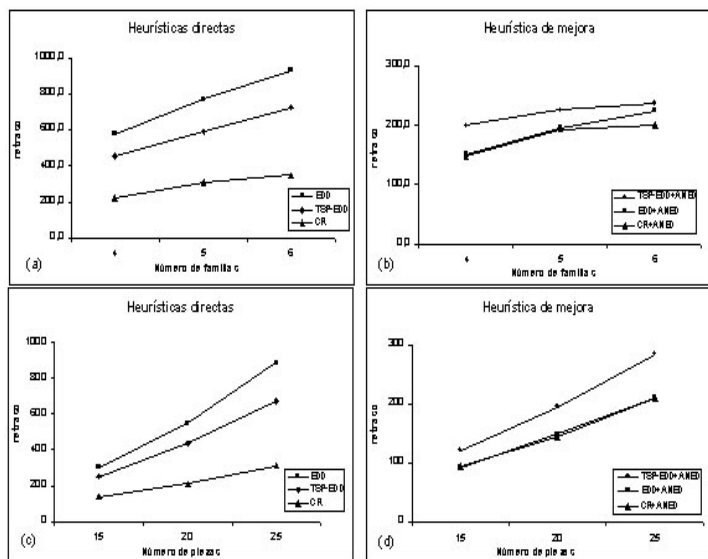 Heurísticas directas
1000,0
800,0
600,0
400,0
200,0
0,0
retraso
4 5 6
Número de familias
EDD
TSP-EDD
CR
(a)
Heurística de mejora
300,0
200,0
100,0
0,0
retraso
4 5 6
Número de familias
TSP-EDD+ANED
EDD+ANED
CR+ANED
(b)
Heurísticas directas
1000
800
600
400
200
0
retraso
15 20 25
Número de piezas
EDD
TSP-EDD
CR
(c)
Heurística de mejora
300
200
100
0
retraso
15 20 25
Número de piezas
TSP-EDD+ANED
EDD+ANED
CR+ANED
(d)